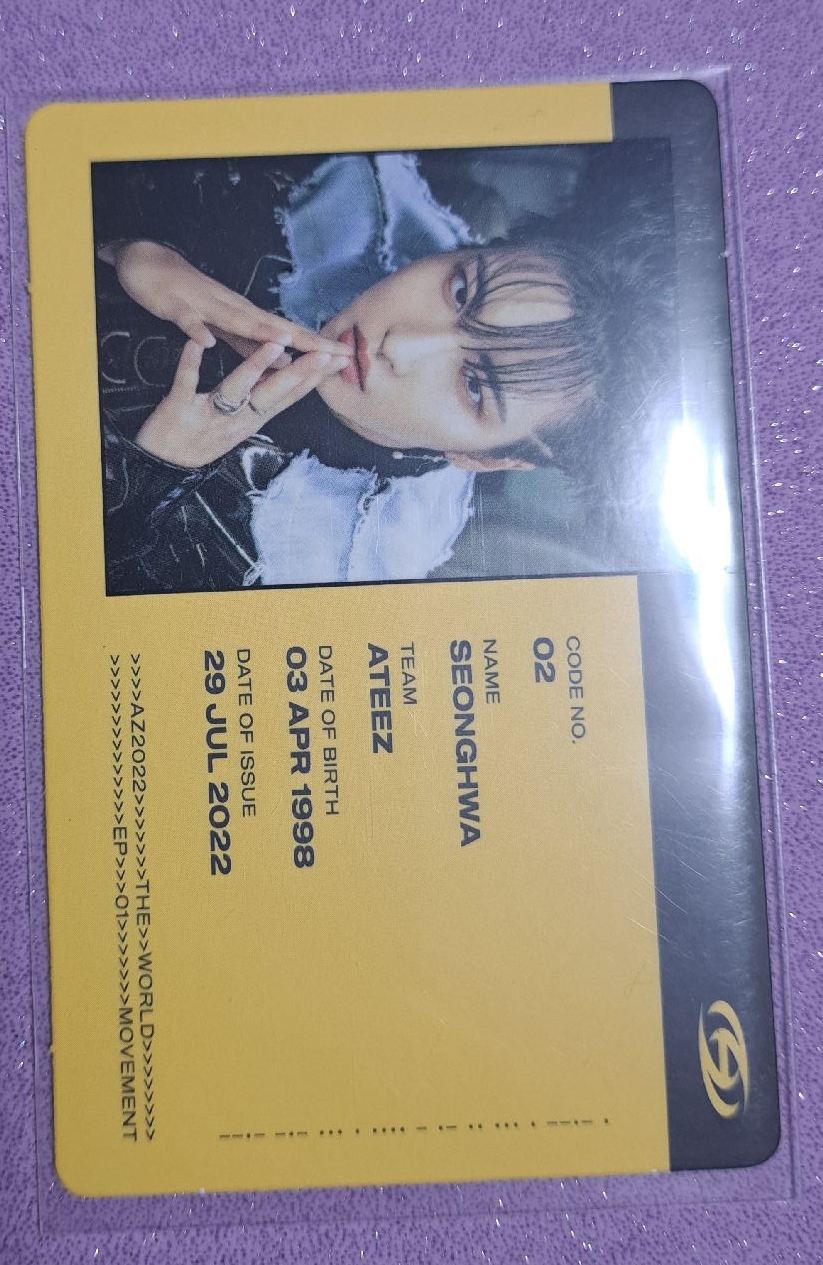 CODE NO.
02
NAME
SEONGHWA
TEAM
ATEEZ
DATE OF BIRTH
03 APR 1998
DATE OF ISSUE
29 JUL 2022
>>>>AZ2022>>>>>>>THE>>WORLD>>>>>>>>
>>>>>>>>>>>>>>EP>>>01>>>>>>>MOVEMENT